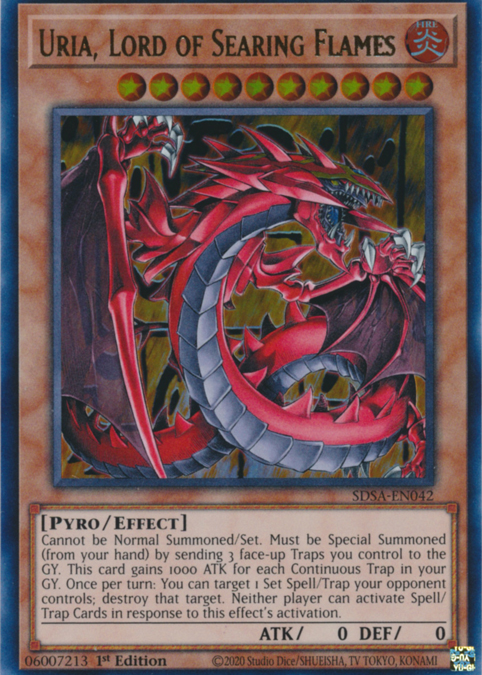 Uria, Lord of Searing Flames
FIRE
炎
SDSA-EN042
[Pyro/Effect]
Cannot be Normal Summoned/Set. Must be Special Summoned
(from your hand) by sending 3 face-up Traps you control to the
GY. This card gains 1000 ATK for each Continuous Trap in your
GY. Once per turn: You can target 1 Set Spell/Trap your opponent
controls; destroy that target. Neither player can activate Spell/
Trap Cards in response to this effect's activation.
ATK/ 0 DEF/ 0
06007213 1st Edition ©2020 Studio Dice/SHUEISHA, TV TOKYO, KONAMI